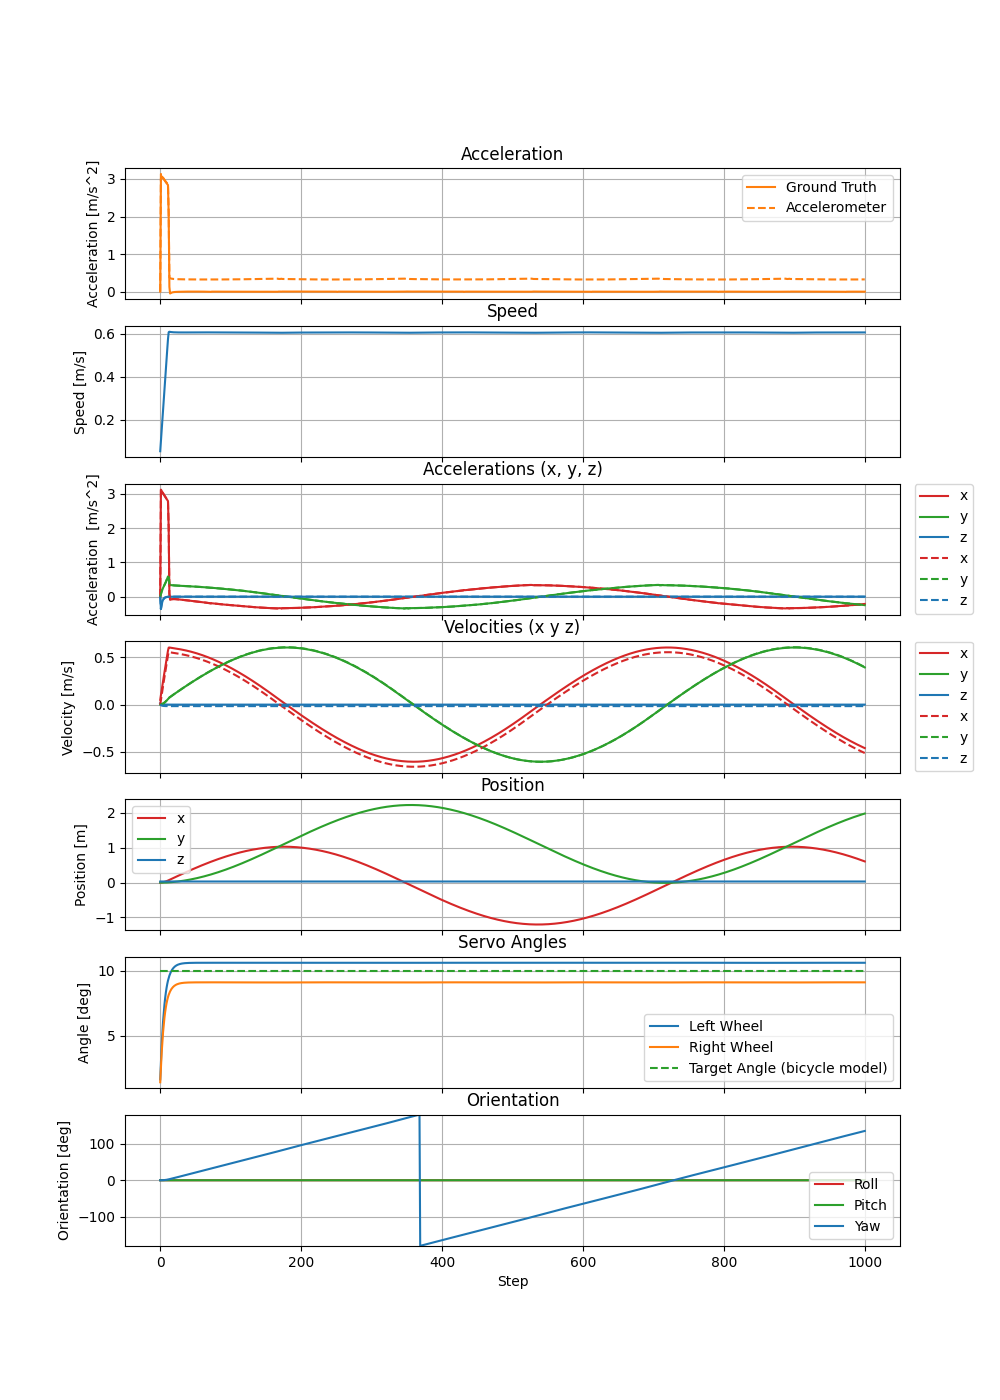 Acceleration
Acceleration [m/s^2]
3
2
1
0
Ground Truth
Accelerometer
Speed
Speed [m/s]
0.6
0.4
0.2
Accelerations (x, y, z)
Acceleration  [m/s^2]
3
2
1
0
x
y
z
x
y
z
Velocities (x y z)
Velocity [m/s]
0.5
0.0
−0.5
x
y
z
x
y
z
Position
Position [m]
2
1
0
−1
x
y
z
Servo Angles
Angle [deg]
10
5
Left Wheel
Right Wheel
Target Angle (bicycle model)
Orientation
Orientation [deg]
100
0
−100
Roll
Pitch
Yaw
0 200 400 600 800 1000
Step